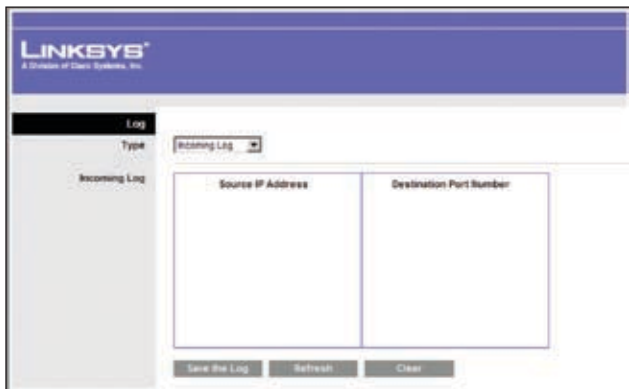 LINKSYS®
A Division of Cisco Systems, Inc.
Log
Type
Incoming Log
Incoming Log
Source IP Address
Destination Port Number
Save the Log
Refresh
Clear